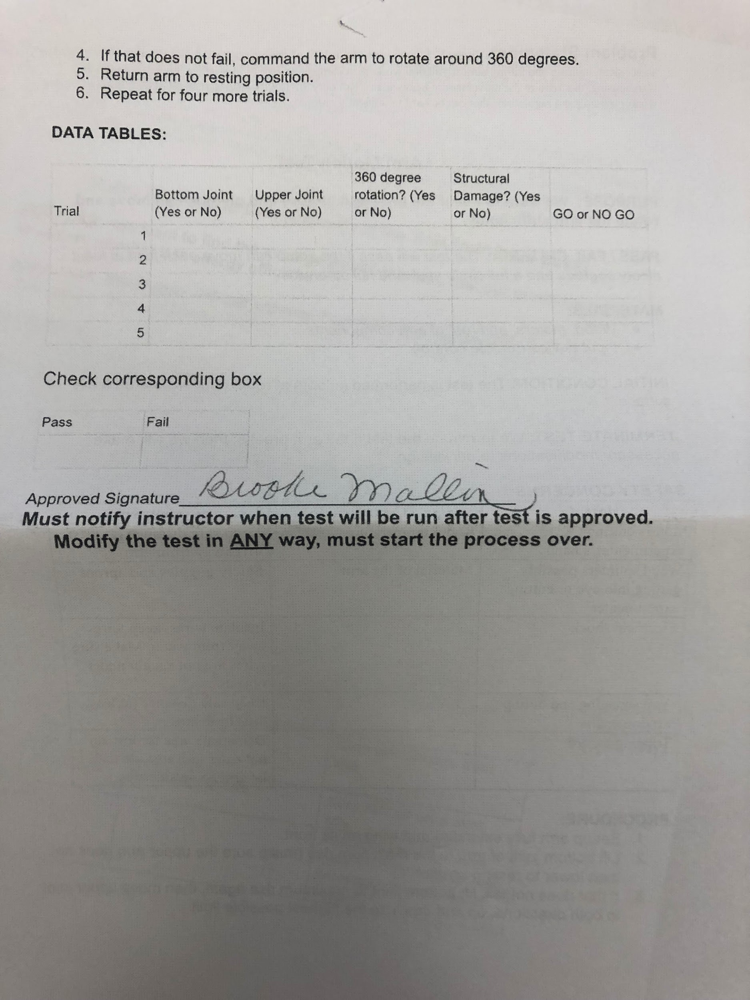 4. If that does not fail, command the arm to rotate around 360 degrees.
5. Return arm to resting position.
6. Repeat for four more trials.
DATA TABLES:
Trial Bottom Joint (Yes or No) Upper Joint (Yes or No) 360 degree rotation? (Yes or No) Structural Damage? (Yes or No) GO or NO GO
1
2
3
4
5
Check corresponding box
Pass Fail
Approved Signature Brooke Mallin
Must notify instructor when test will be run after test is approved.
Modify the test in ANY way, must start the process over.